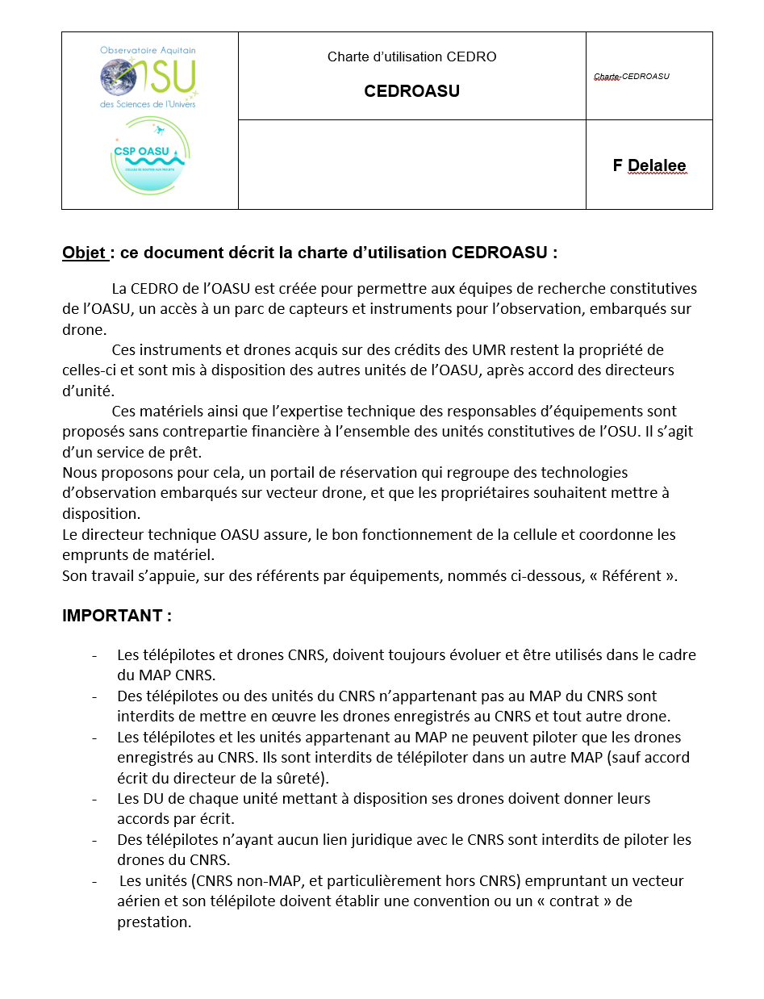 Observatoire Aquitain
OASU
des Sciences de l'Univers
CSP OASU
CELLULE DE SOUTIEN AUX PROJETS
Charte d'utilisation CEDRO
CEDROASU
Charte-CEDROASU
F Delalee
Objet : ce document décrit la charte d'utilisation CEDROASU :
La CEDRO de l'OASU est créée pour permettre aux équipes de recherche constitutives
de l'OASU, un accès à un parc de capteurs et instruments pour l'observation, embarqués sur
drone.
Ces instruments et drones acquis sur des crédits des UMR restent la propriété de
celles-ci et sont mis à disposition des autres unités de l'OASU, après accord des directeurs
d'unité.
Ces matériels ainsi que l'expertise technique des responsables d'équipements sont
proposés sans contrepartie financière à l'ensemble des unités constitutives de l'OSU. Il s'agit
d'un service de prêt.
Nous proposons pour cela, un portail de réservation qui regroupe des technologies
d'observation embarqués sur vecteur drone, et que les propriétaires souhaitent mettre à
disposition.
Le directeur technique OASU assure, le bon fonctionnement de la cellule et coordonne les
emprunts de matériel.
Son travail s'appuie, sur des référents par équipements, nommés ci-dessous, « Référent ».
IMPORTANT :
- Les télépilotes et drones CNRS, doivent toujours évoluer et être utilisés dans le cadre
du MAP CNRS.
- Des télépilotes ou des unités du CNRS n'appartenant pas au MAP du CNRS sont
interdits de mettre en œuvre les drones enregistrés au CNRS et tout autre drone.
- Les télépilotes et les unités appartenant au MAP ne peuvent piloter que les drones
enregistrés au CNRS. Ils sont interdits de télépiloter dans un autre MAP (sauf accord
écrit du directeur de la sûreté).
- Les DU de chaque unité mettant à disposition ses drones doivent donner leurs
accords par écrit.
- Des télépilotes n'ayant aucun lien juridique avec le CNRS sont interdits de piloter les
drones du CNRS.
- Les unités (CNRS non-MAP, et particulièrement hors CNRS) empruntant un vecteur
aérien et son télépilote doivent établir une convention ou un « contrat » de
prestation.